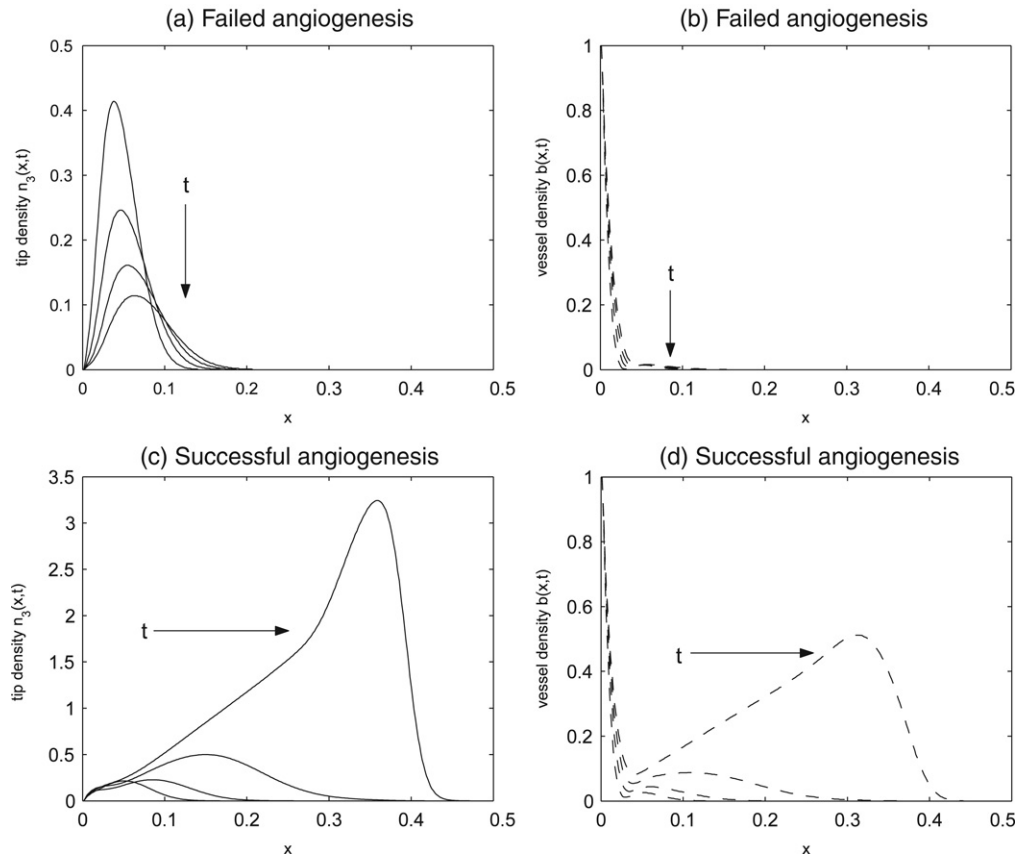 (a) Failed angiogenesis
0.5
0.4
0.3
0.2
0.1
0
tip density n₃(x,t)
t
0 0.1 0.2 0.3 0.4 0.5
x
(b) Failed angiogenesis
1
0.8
0.6
0.4
0.2
0
vessel density b(x,t)
t
0 0.1 0.2 0.3 0.4 0.5
x
(c) Successful angiogenesis
3.5
3
2.5
2
1.5
1
0.5
0
tip density n₃(x,t)
t
0 0.1 0.2 0.3 0.4 0.5
x
(d) Successful angiogenesis
1
0.8
0.6
0.4
0.2
0
vessel density b(x,t)
t
0 0.1 0.2 0.3 0.4 0.5
x